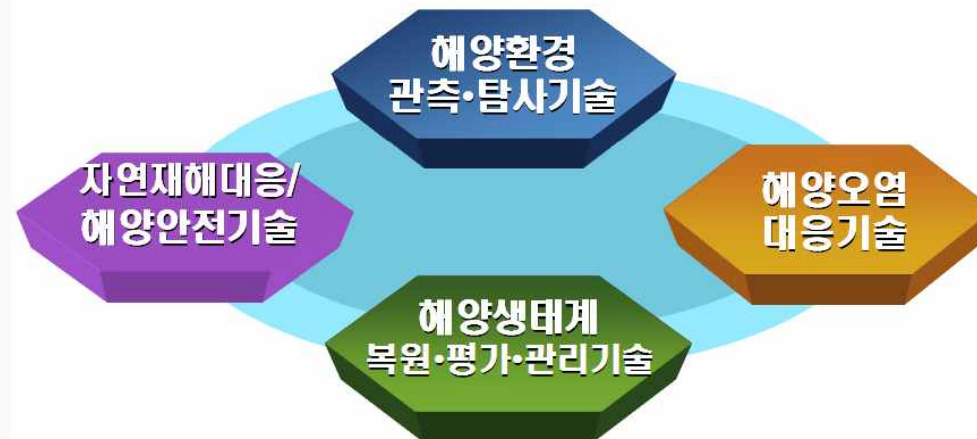 해양환경
관측·탐사기술
자연재해대응/
해양안전기술
해양오염
대응기술
해양생태계
복원·평가·관리기술